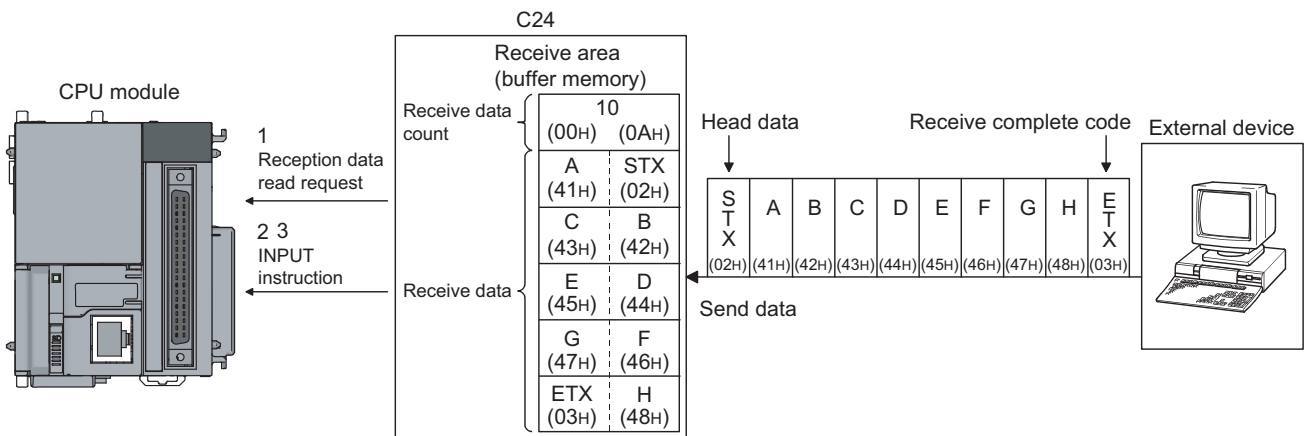 C24
Receive area
(buffer memory)
CPU module
1
Reception data
read request
2 3
INPUT
instruction
Receive data
count
Receive data
10
(00H) (0AH)
A STX
(41H) (02H)
C B
(43H) (42H)
E D
(45H) (44H)
G F
(47H) (46H)
ETX H
(03H) (48H)
Head data
Receive complete code
STX A B C D E F G H ETX
(02H) (41H) (42H) (43H) (44H) (45H) (46H) (47H) (48H) (03H)
Send data
External device